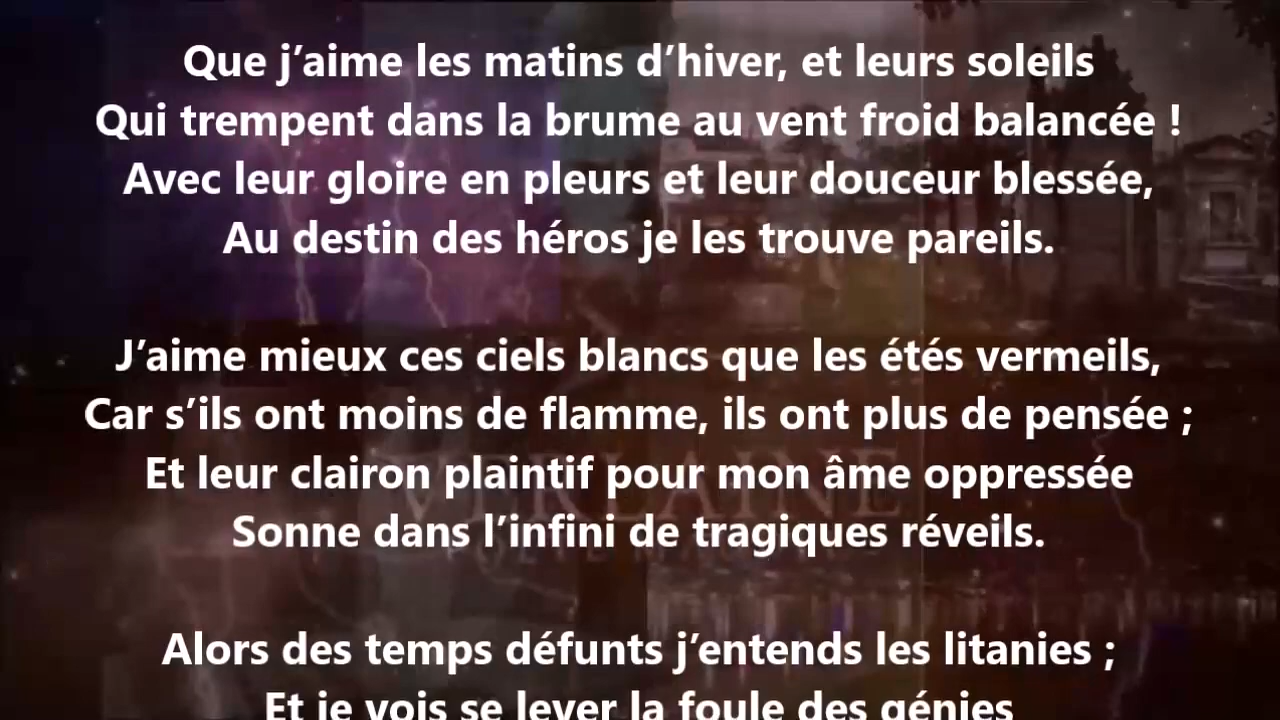 Que j’aime les matins d’hiver, et leurs soleils
Qui trempent dans la brume au vent froid balancée !
Avec leur gloire en pleurs et leur douceur blessée,
Au destin des héros je les trouve pareils.
J’aime mieux ces ciels blancs que les étés vermeils,
Car s’ils ont moins de flamme, ils ont plus de pensée ;
Et leur clairon plaintif pour mon âme oppressée
Sonne dans l’infini de tragiques réveils.
VERLAINE
Alors des temps défunts j’entends les litanies ;
Et je vois se lever la foule des génies